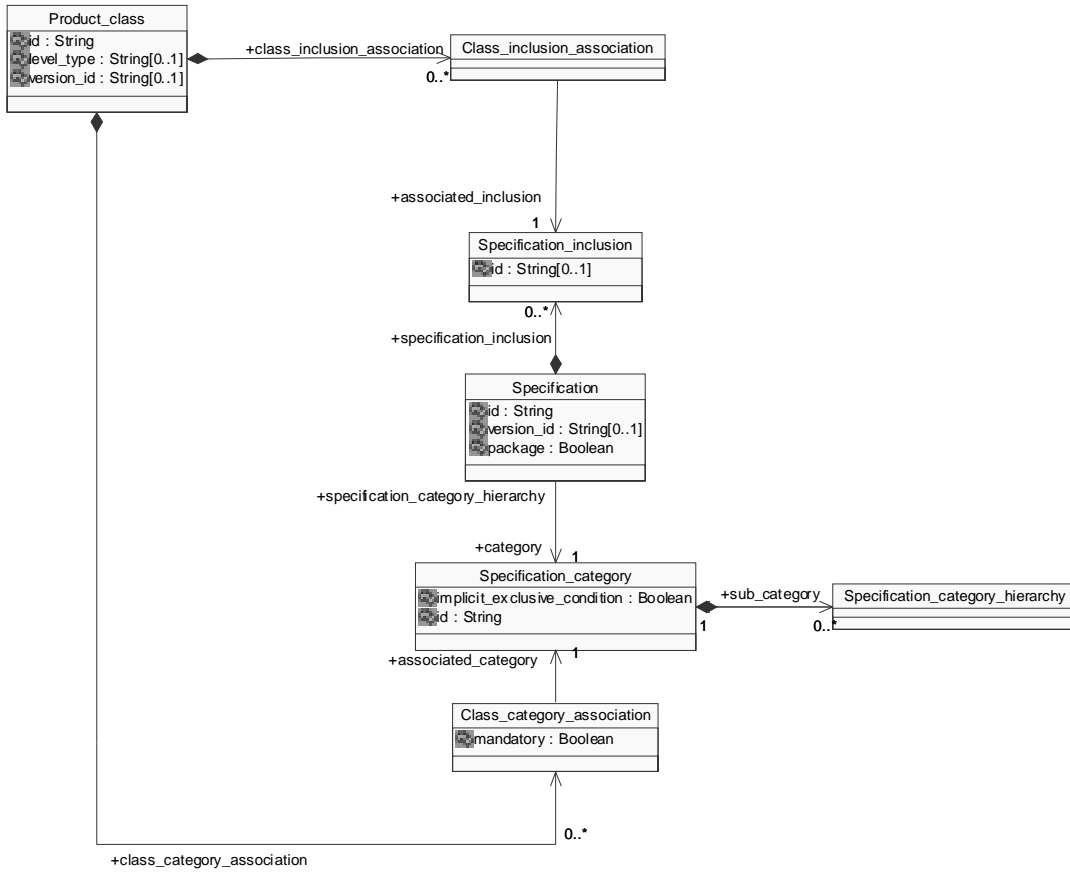 Product_class
id : String
level_type : String[0..1]
version_id : String[0..1]
+class_inclusion_association
0..*
Class_inclusion_association
+associated_inclusion
1
Specification_inclusion
id : String[0..1]
0..*
+specification_inclusion
Specification
id : String
version_id : String[0..1]
package : Boolean
+specification_category_hierarchy
+category
1
Specification_category
implicit_exclusive_condition : Boolean
id : String
+sub_category
1
0..*
Specification_category_hierarchy
+associated_category
1
Class_category_association
mandatory : Boolean
0..*
+class_category_association